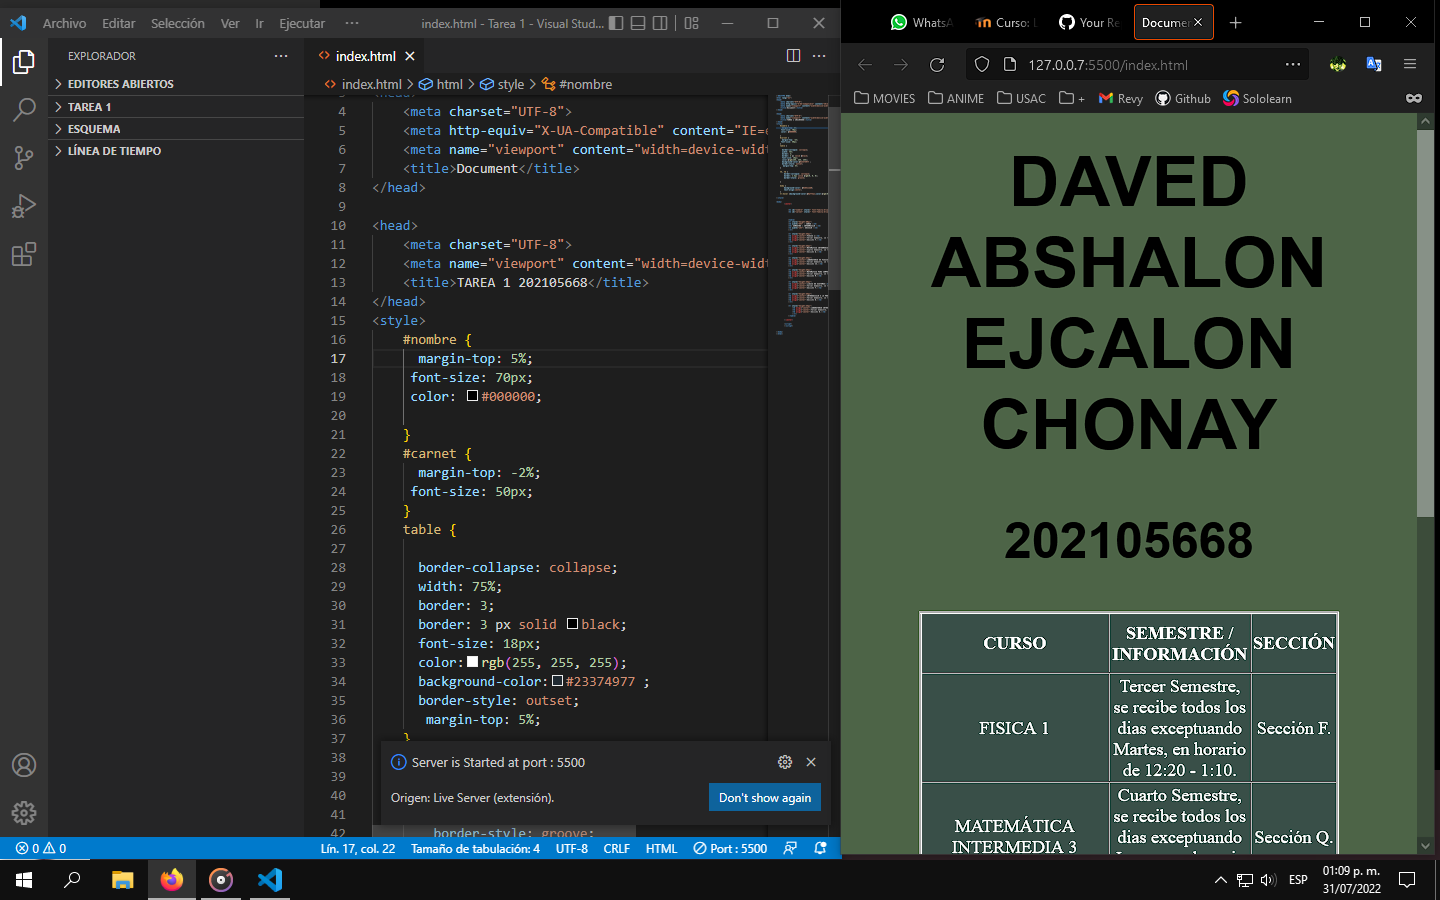 Archivo Editar Selección Ver Ir Ejecutar ··· index.html - Tarea 1 - Visual Stud...
EXPLORADOR
EDITORES ABIERTOS
TAREA 1
ESQUEMA
LÍNEA DE TIEMPO
index.html
index.html > html > style > #nombre
4 <meta charset="UTF-8">
5 <meta http-equiv="X-UA-Compatible" content="IE=e
6 <meta name="viewport" content="width=device-widt
7 <title>Document</title>
8 </head>
9
10 <head>
11 <meta charset="UTF-8">
12 <meta name="viewport" content="width=device-widt
13 <title>TAREA 1 202105668</title>
14 </head>
15 <style>
16 #nombre {
17 margin-top: 5%;
18 font-size: 70px;
19 color: #000000;
20
21 }
22 #carnet {
23 margin-top: -2%;
24 font-size: 50px;
25 }
26 table {
27
28 border-collapse: collapse;
29 width: 75%;
30 border: 3;
31 border: 3 px solid black;
32 font-size: 18px;
33 color: rgb(255, 255, 255);
34 background-color: #23374977 ;
35 border-style: outset;
36 margin-top: 5%;
37 }
38
39
40
41
42 border-style: groove;
Server is Started at port : 5500
Origen: Live Server (extensión).
Don't show again
0 0 Lín. 17, col. 22 Tamaño de tabulación: 4 UTF-8 CRLF HTML Port : 5500
WhatsA Curso: L Your Re Documen
127.0.0.7:5500/index.html
MOVIES ANIME USAC + Revy Github Sololearn
DAVED
ABSHALON
EJCALON
CHONAY
202105668
CURSO
SEMESTRE /
INFORMACIÓN
SECCIÓN
FISICA 1
Tercer Semestre,
se recibe todos los
dias exceptuando
Martes, en horario
de 12:20 - 1:10.
Sección F.
MATEMÁTICA
INTERMEDIA 3
Cuarto Semestre,
se recibe todos los
dias exceptuando
Sección Q.
ESP
01:09 p. m.
31/07/2022